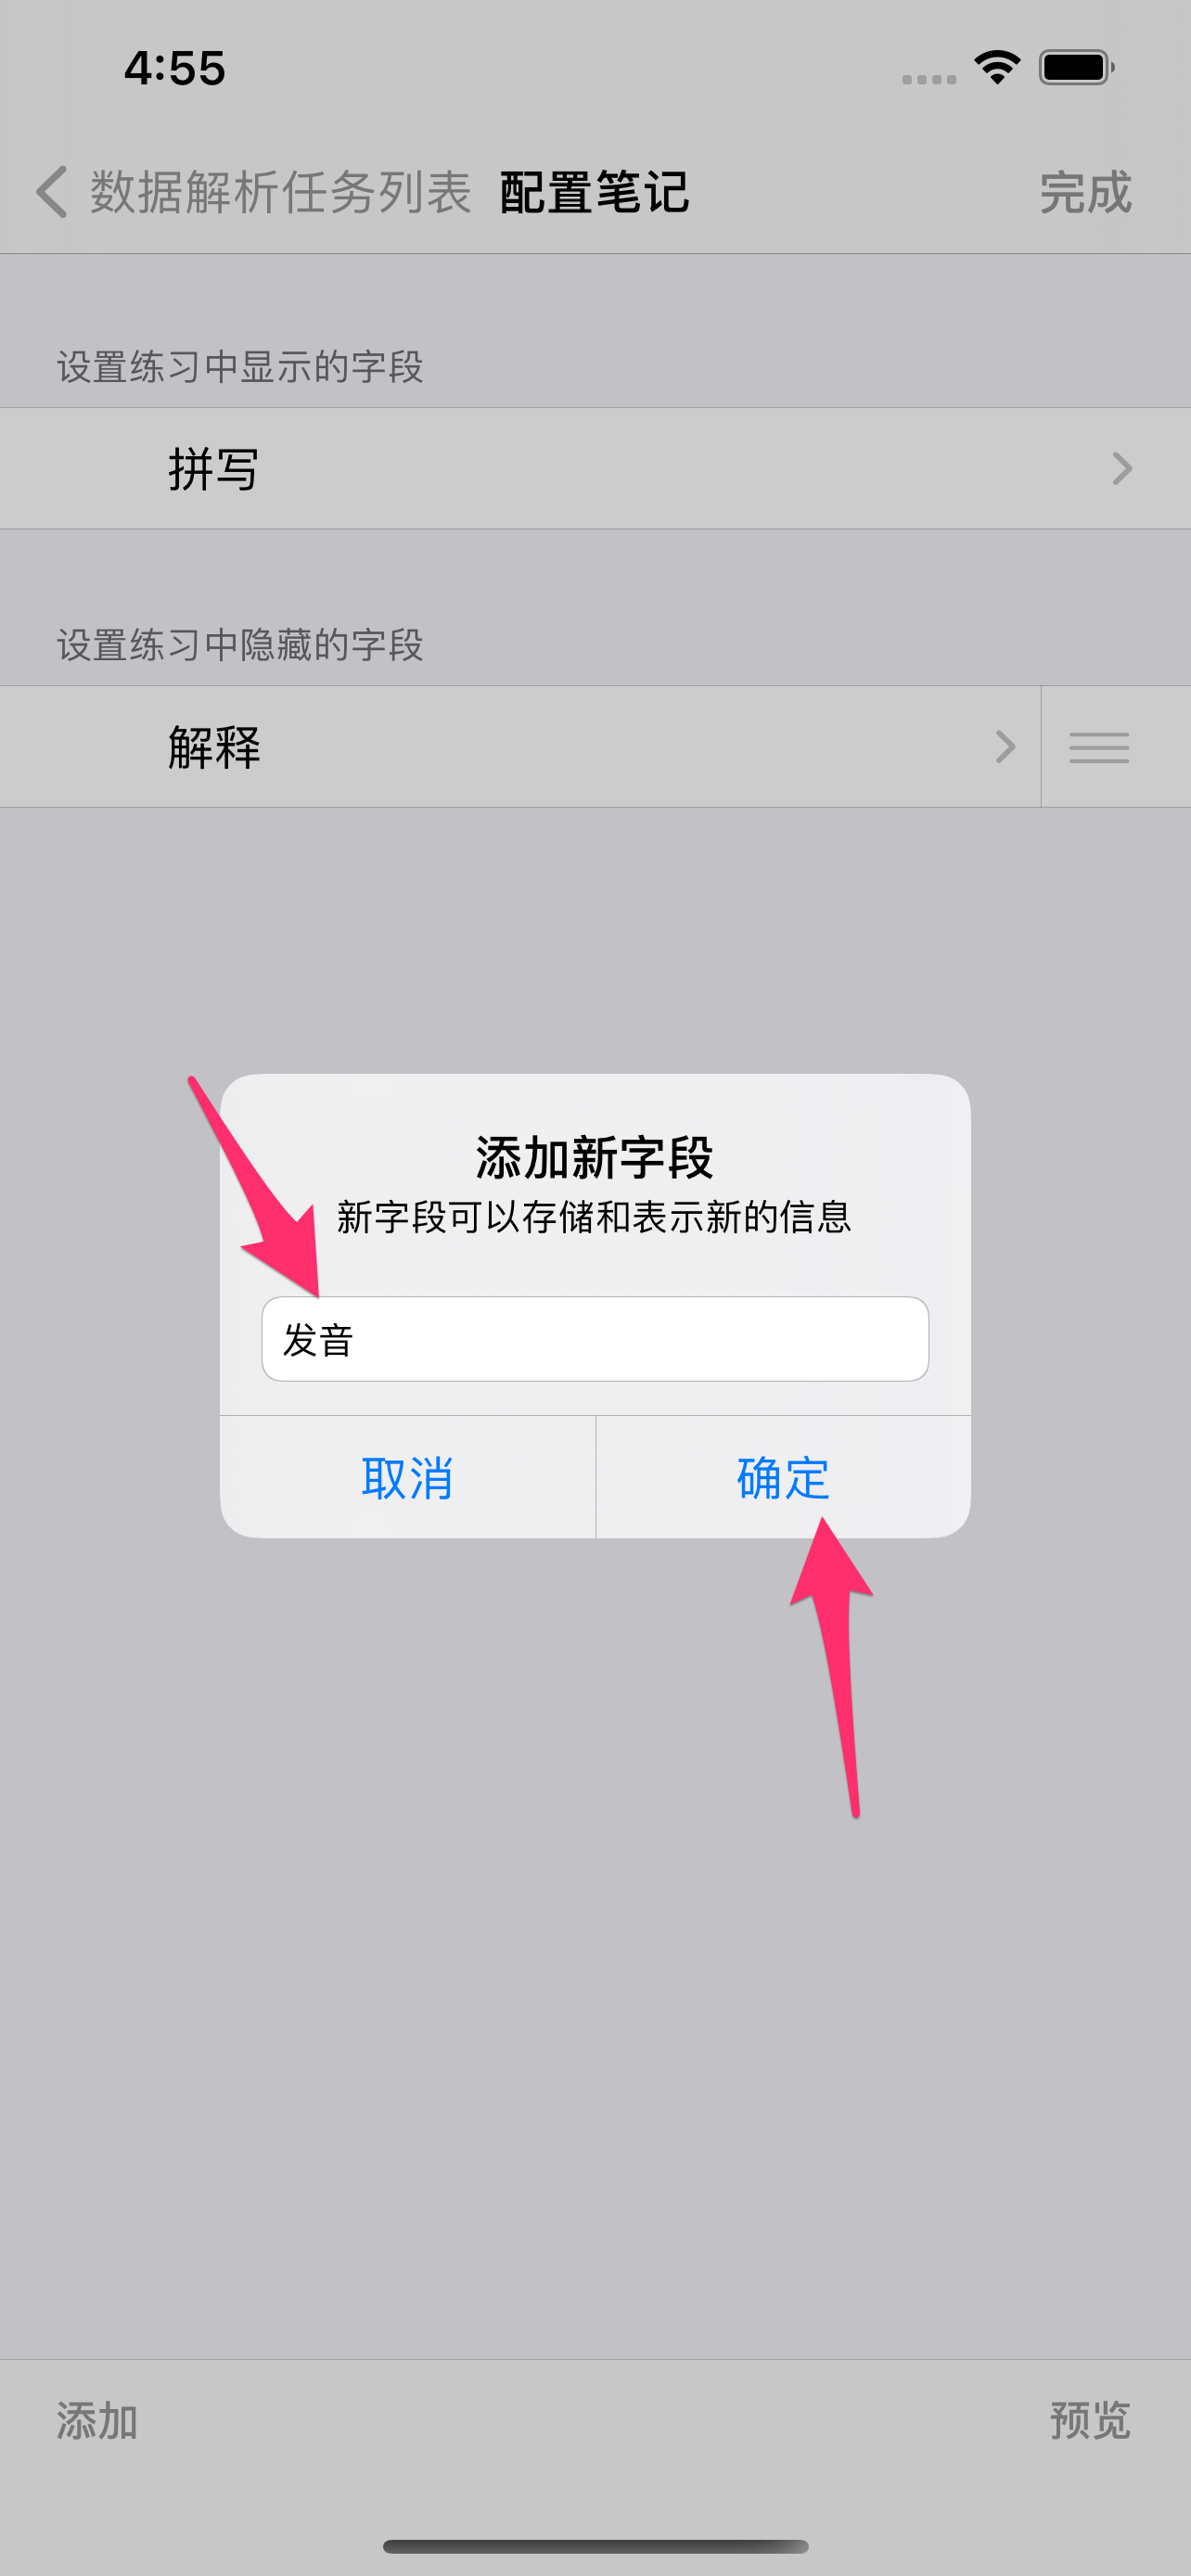 4:55
数据解析任务列表 配置笔记 完成
设置练习中显示的字段
拼写
设置练习中隐藏的字段
解释
添加新字段
新字段可以存储和表示新的信息
发音
取消 确定
添加 预览